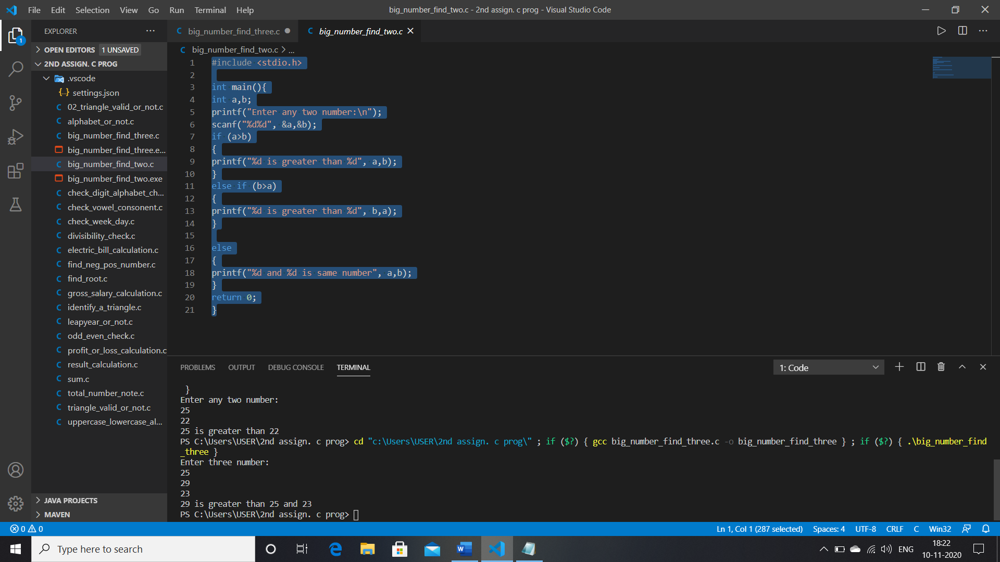 File Edit Selection View Go Run Terminal Help
big_number_find_two.c - 2nd assign. c prog - Visual Studio Code
EXPLORER
1
OPEN EDITORS 1 UNSAVED
2ND ASSIGN. C PROG
.vscode
settings.json
02_triangle_valid_or_not.c
alphabet_or_not.c
big_number_find_three.c
big_number_find_three.e...
big_number_find_two.c
big_number_find_two.exe
check_digit_alphabet_ch...
check_vowel_consonent.c
check_week_day.c
divisibility_check.c
electric_bill_calculation.c
find_neg_pos_number.c
find_root.c
gross_salary_calculation.c
identify_a_triangle.c
leapyear_or_not.c
odd_even_check.c
profit_or_loss_calculation.c
result_calculation.c
sum.c
total_number_note.c
triangle_valid_or_not.c
uppercase_lowercase_al...
JAVA PROJECTS
MAVEN
C big_number_find_three.c
C big_number_find_two.c
C big_number_find_two.c > ...
1 #include <stdio.h>
2
3 int main(){
4 int a,b;
5 printf("Enter any two number:\n");
6 scanf("%d%d", &a,&b);
7 if (a>b)
8 {
9 printf("%d is greater than %d", a,b);
10 }
11 else if (b>a)
12 {
13 printf("%d is greater than %d", b,a);
14 }
15
16 else
17 {
18 printf("%d and %d is same number", a,b);
19 }
20 return 0;
21 }
PROBLEMS OUTPUT DEBUG CONSOLE TERMINAL
1: Code
}
Enter any two number:
25
22
25 is greater than 22
PS C:\Users\USER\2nd assign. c prog> cd "c:\Users\USER\2nd assign. c prog\" ; if ($?) { gcc big_number_find_three.c -o big_number_find_three } ; if ($?) { .\big_number_find
_three }
Enter three number:
25
29
23
29 is greater than 25 and 23
PS C:\Users\USER\2nd assign. c prog>
0 0
Ln 1, Col 1 (287 selected) Spaces: 4 UTF-8 CRLF C Win32
Type here to search
ENG
18:22
10-11-2020